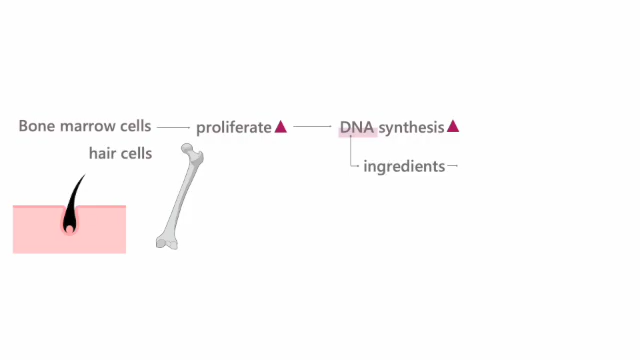 Bone marrow cells proliferate DNA synthesis
hair cells
ingredients